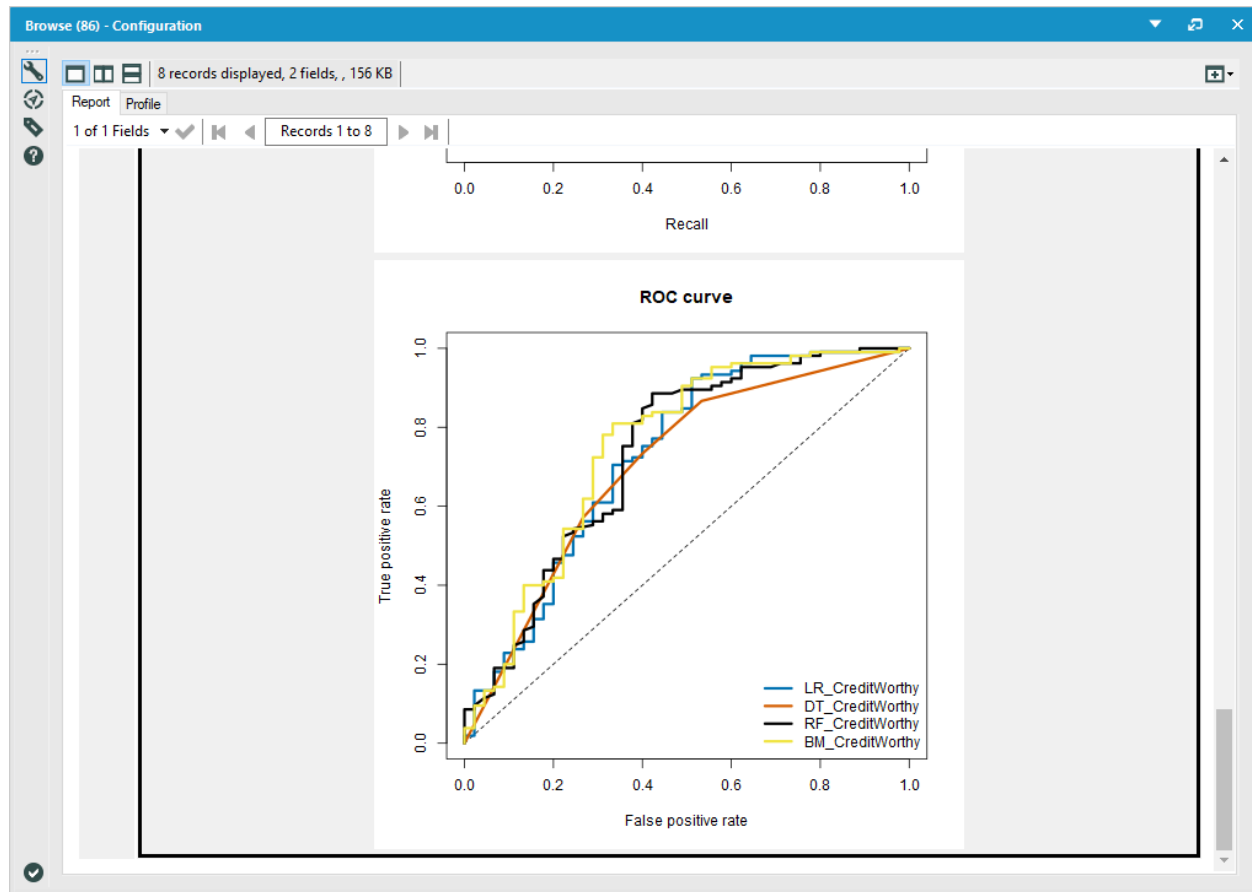 Browse (86) - Configuration
8 records displayed, 2 fields, , 156 KB
Report Profile
1 of 1 Fields Records 1 to 8
0.0 0.2 0.4 0.6 0.8 1.0
Recall
ROC curve
True positive rate
1.0
0.8
0.6
0.4
0.2
0.0
LR_CreditWorthy
DT_CreditWorthy
RF_CreditWorthy
BM_CreditWorthy
0.0 0.2 0.4 0.6 0.8 1.0
False positive rate